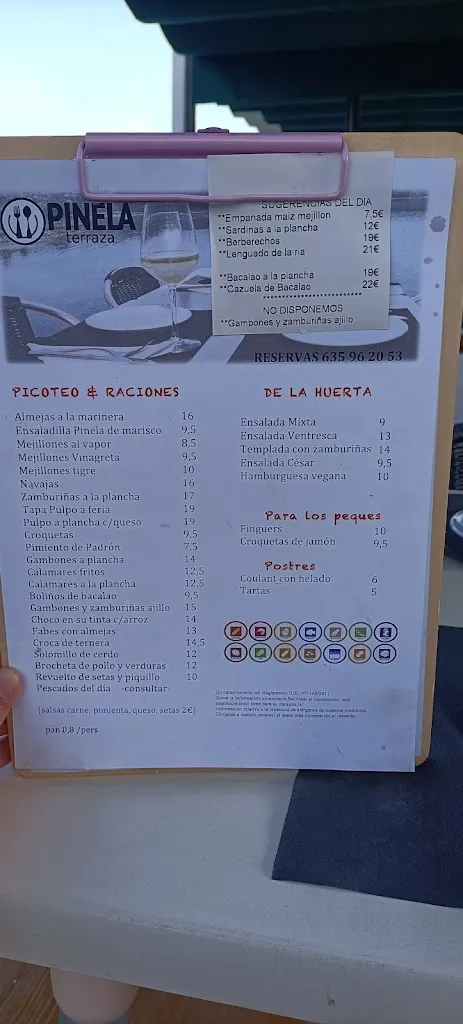 PINELA
terraza
SUGERENCIAS DEL DIA
**Empanada maiz mejillon 7,5€
**Sardinas a la plancha 12€
**Berberechos 19€
**Lenguado de la ria 21€
**Bacalao a la plancha 19€
**Cazuela de Bacalao 22€
*************************
NO DISPONEMOS
**Gambones y zamburiñas ajillo
RESERVAS 635 96 20 53
PICOTEO & RACIONES
Almejas a la marinera 16
Ensaladilla Pinela de marisco 9,5
Mejillones al vapor 8,5
Mejillones Vinagreta 9,5
Mejillones tigre 10
Navajas 16
Zamburiñas a la plancha 17
Tapa Pulpo a feria 19
Pulpo a plancha c/queso 19
Croquetas 9,5
Pimiento de Padrón 7,5
Gambones a plancha 14
Calamares fritos 12,5
Calamares a la plancha 12,5
Boliños de bacalao 9,5
Gambones y zamburiñas ajillo 15
Choco en su tinta c/arroz 14
Fabes con almejas 13
Croca de ternera 14,5
Solomillo de cerdo 12
Brocheta de pollo y verduras 12
Revuelto de setas y piquillo 10
Pescados del dia -consultar-
(salsas carne: pimienta, queso, setas 2€)
pan 0,8 /pers
DE LA HUERTA
Ensalada Mixta 9
Ensalada Ventresca 13
Templada con zamburiñas 14
Ensalada César 9,5
Hamburguesa vegana 10
Para los peques
Finguers 10
Croquetas de jamón 9,5
Postres
Coulant con helado 6
Tartas 5